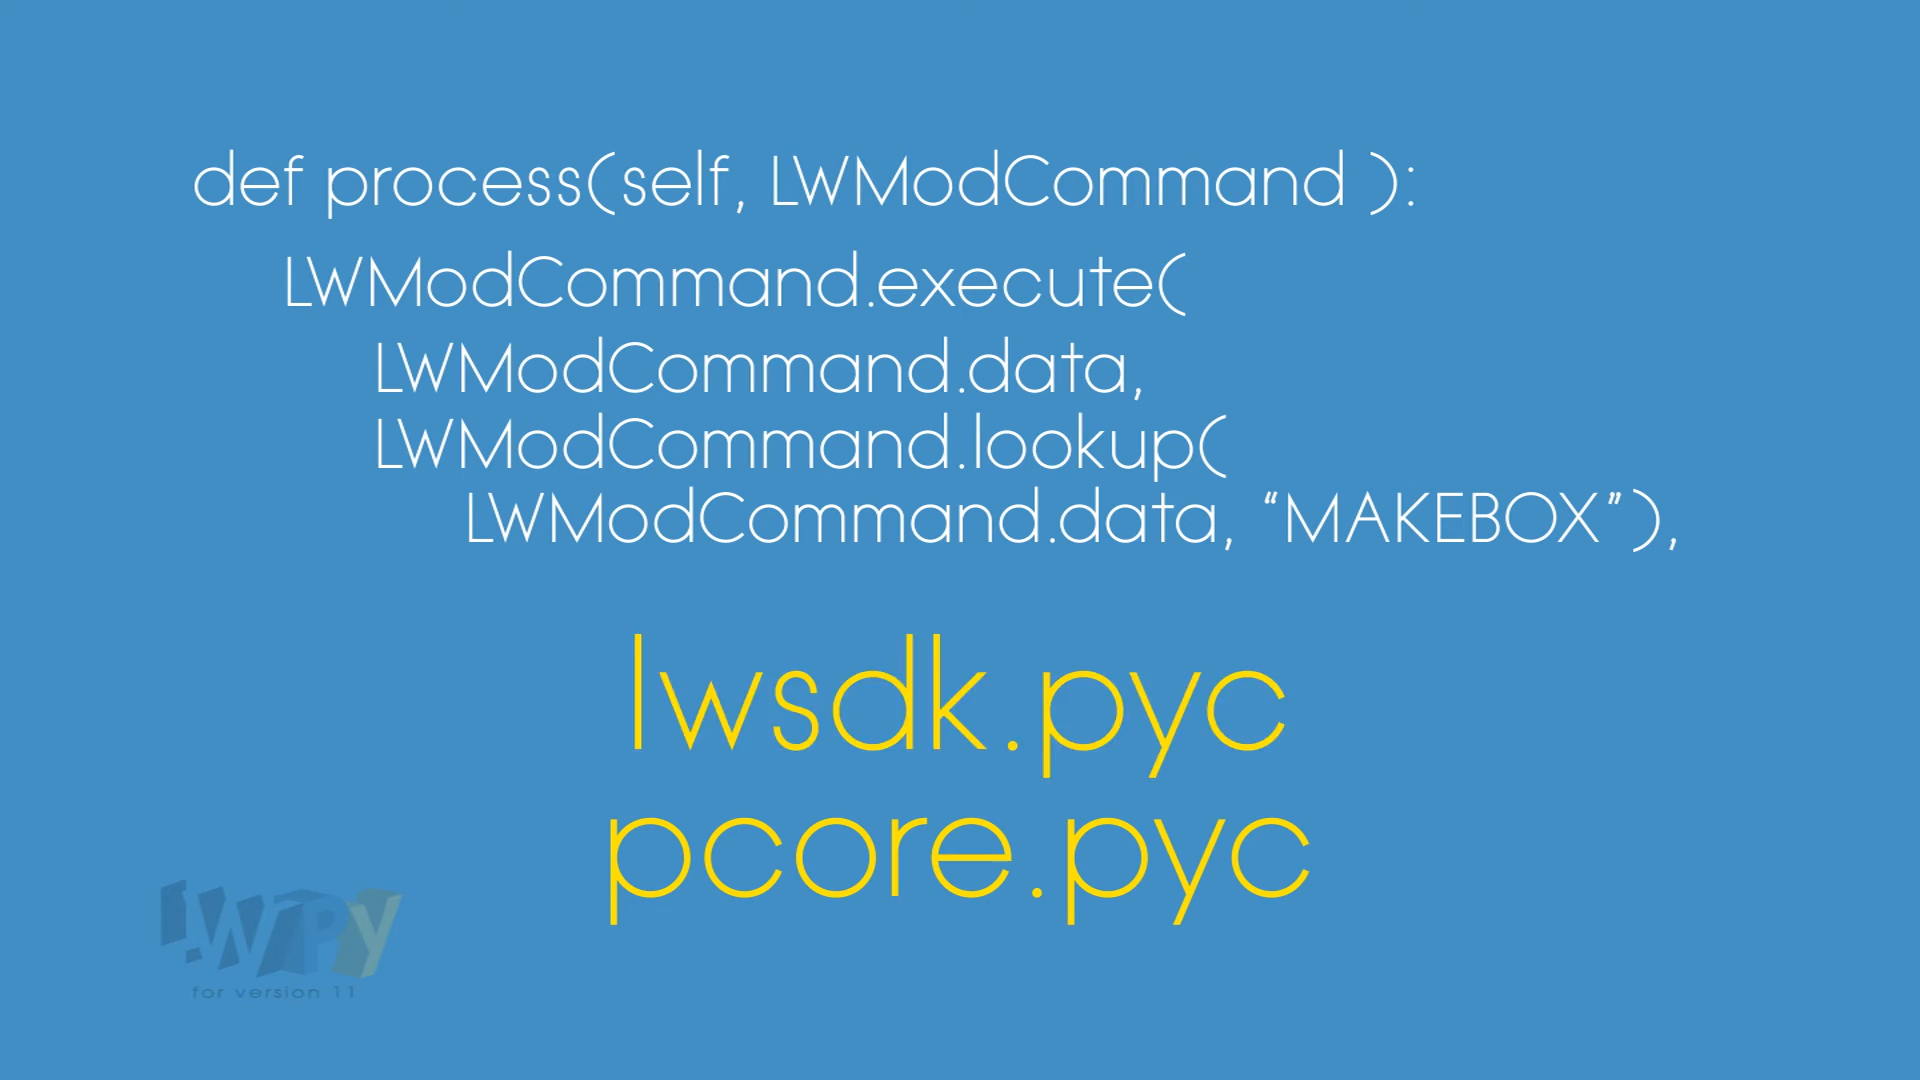 def process(self, LWModCommand ):
LWModCommand.execute(
LWModCommand.data,
LWModCommand.lookup(
LWModCommand.data, “MAKEBOX”),
lwsdk.pyc
pcore.pyc
LWPy
for version 11